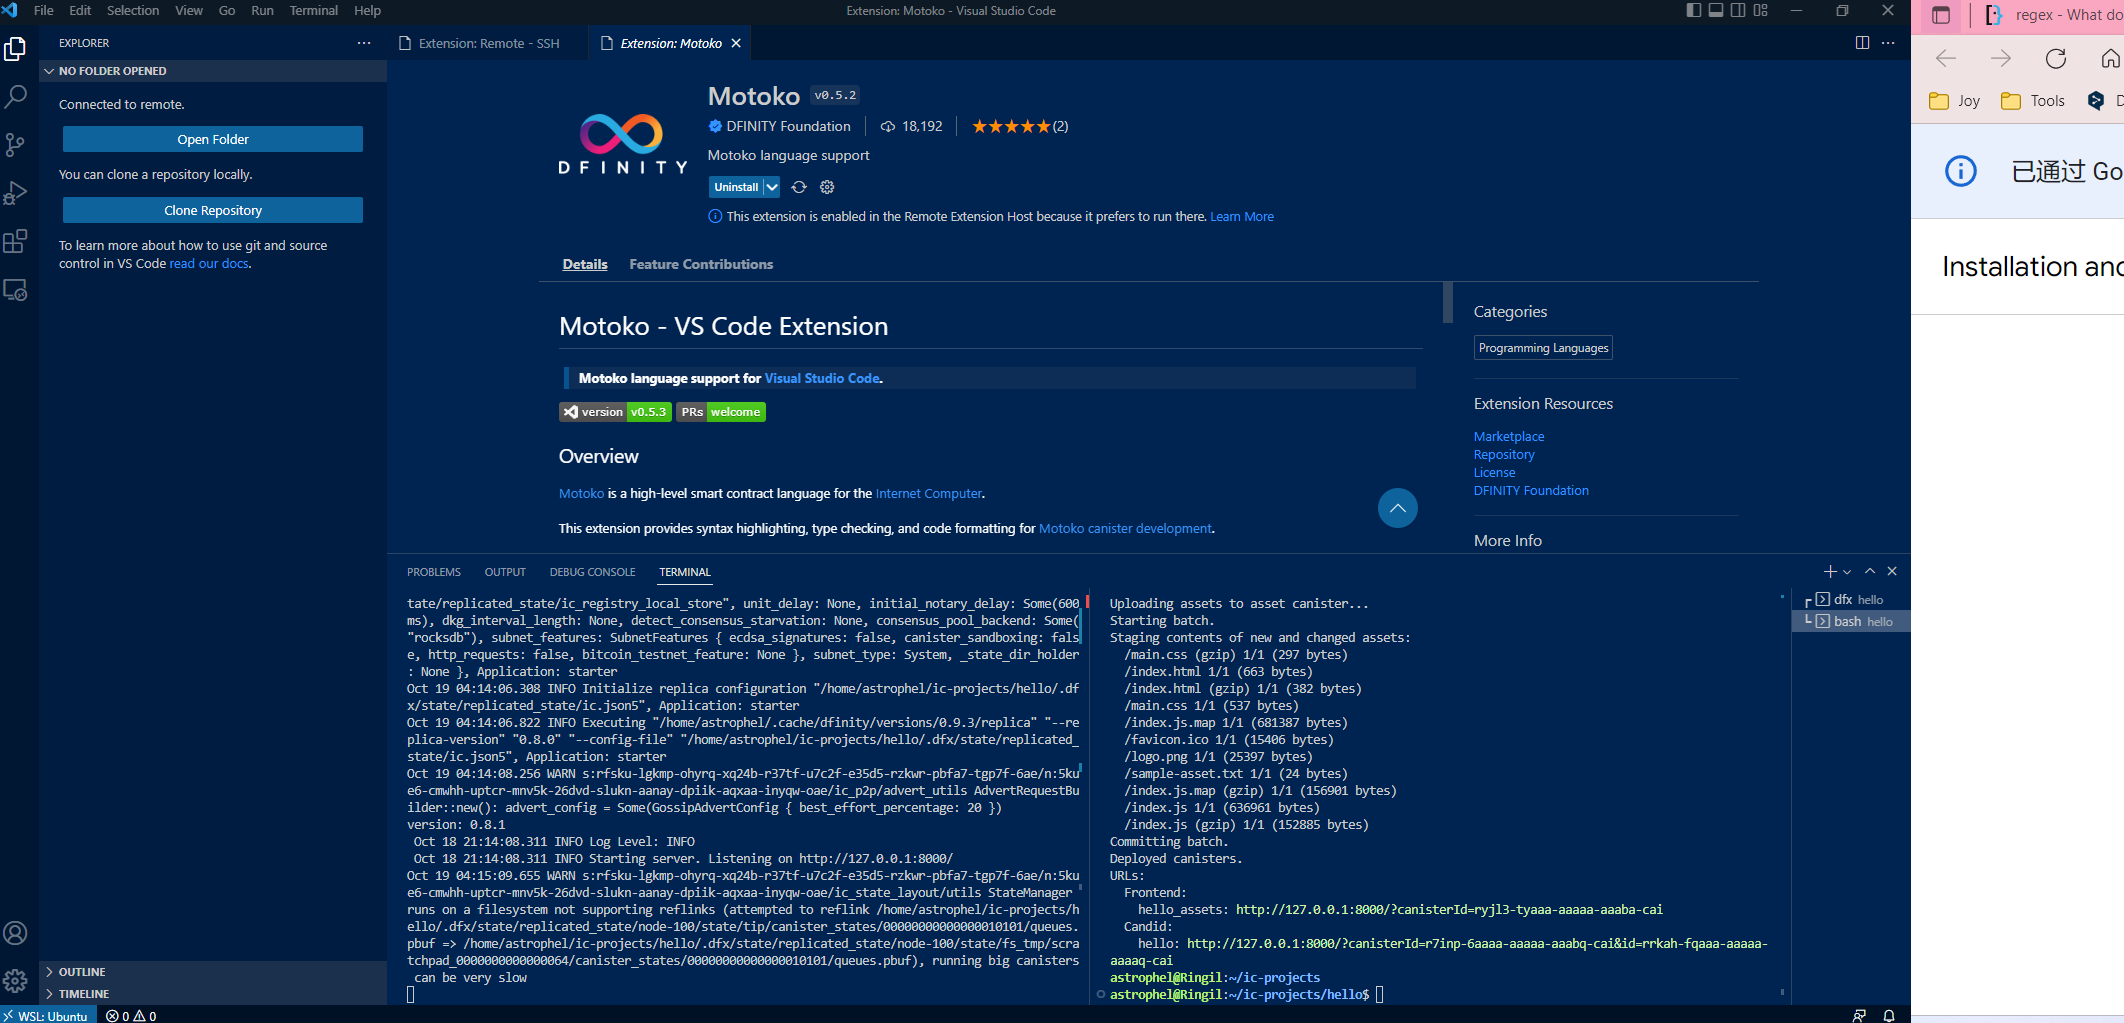 File Edit Selection View Go Run Terminal Help
Extension: Motoko - Visual Studio Code
EXPLORER
NO FOLDER OPENED
Connected to remote.
Open Folder
You can clone a repository locally.
Clone Repository
To learn more about how to use git and source
control in VS Code read our docs.
OUTLINE
TIMELINE
Extension: Remote - SSH
Extension: Motoko
Motoko v0.5.2
DFINITY
DFINITY Foundation 18,192 (2)
Motoko language support
Uninstall
This extension is enabled in the Remote Extension Host because it prefers to run there. Learn More
Details Feature Contributions
Motoko - VS Code Extension
Motoko language support for Visual Studio Code.
version v0.5.3 PRs welcome
Overview
Motoko is a high-level smart contract language for the Internet Computer.
This extension provides syntax highlighting, type checking, and code formatting for Motoko canister development.
Categories
Programming Languages
Extension Resources
Marketplace
Repository
License
DFINITY Foundation
More Info
PROBLEMS OUTPUT DEBUG CONSOLE TERMINAL
tate/replicated_state/ic_registry_local_store", unit_delay: None, initial_notary_delay: Some(600
ms), dkg_interval_length: None, detect_consensus_starvation: None, consensus_pool_backend: Some(
"rocksdb"), subnet_features: SubnetFeatures { ecdsa_signatures: false, canister_sandboxing: fals
e, http_requests: false, bitcoin_testnet_feature: None }, subnet_type: System, _state_dir_holder
: None }, Application: starter
Oct 19 04:14:06.308 INFO Initialize replica configuration "/home/astrophel/ic-projects/hello/.df
x/state/replicated_state/ic.json5", Application: starter
Oct 19 04:14:06.822 INFO Executing "/home/astrophel/.cache/dfinity/versions/0.9.3/replica" "--re
plica-version" "0.8.0" "--config-file" "/home/astrophel/ic-projects/hello/.dfx/state/replicated_
state/ic.json5", Application: starter
Oct 19 04:14:08.256 WARN s:rfsku-lgkmp-ohyrq-xq24b-r37tf-u7c2f-e35d5-rzkwr-pbfa7-tgp7f-6ae/n:5ku
e6-cmwhh-uptcr-mnv5k-26dvd-slukn-aanay-dpiik-aqxaa-inyqw-oae/ic_p2p/advert_utils AdvertRequestBu
ilder::new(): advert_config = Some(GossipAdvertConfig { best_effort_percentage: 20 })
version: 0.8.1
Oct 18 21:14:08.311 INFO Log Level: INFO
Oct 18 21:14:08.311 INFO Starting server. Listening on http://127.0.0.1:8000/
Oct 19 04:15:09.655 WARN s:rfsku-lgkmp-ohyrq-xq24b-r37tf-u7c2f-e35d5-rzkwr-pbfa7-tgp7f-6ae/n:5ku
e6-cmwhh-uptcr-mnv5k-26dvd-slukn-aanay-dpiik-aqxaa-inyqw-oae/ic_state_layout/utils StateManager
runs on a filesystem not supporting reflinks (attempted to reflink /home/astrophel/ic-projects/h
ello/.dfx/state/replicated_state/node-100/state/tip/canister_states/00000000000000010101/queues.
pbuf => /home/astrophel/ic-projects/hello/.dfx/state/replicated_state/node-100/state/fs_tmp/scra
tchpad_0000000000000064/canister_states/00000000000000010101/queues.pbuf), running big canisters
can be very slow
Uploading assets to asset canister...
Starting batch.
Staging contents of new and changed assets:
/main.css (gzip) 1/1 (297 bytes)
/index.html 1/1 (663 bytes)
/index.html (gzip) 1/1 (382 bytes)
/main.css 1/1 (537 bytes)
/index.js.map 1/1 (681387 bytes)
/favicon.ico 1/1 (15406 bytes)
/logo.png 1/1 (25397 bytes)
/sample-asset.txt 1/1 (24 bytes)
/index.js.map (gzip) 1/1 (156901 bytes)
/index.js 1/1 (636961 bytes)
/index.js (gzip) 1/1 (152885 bytes)
Committing batch.
Deployed canisters.
URLs:
Frontend:
hello_assets: http://127.0.0.1:8000/?canisterId=ryjl3-tyaaa-aaaaa-aaaba-cai
Candid:
hello: http://127.0.0.1:8000/?canisterId=r7inp-6aaaa-aaaaa-aaabq-cai&id=rrkah-fqaaa-aaaaa-
aaaaq-cai
astrophel@Ringil:~/ic-projects
astrophel@Ringil:~/ic-projects/hello$
dfx hello
bash hello
WSL: Ubuntu 0 0
regex - What do
Joy Tools D
已通过 Go
Installation and